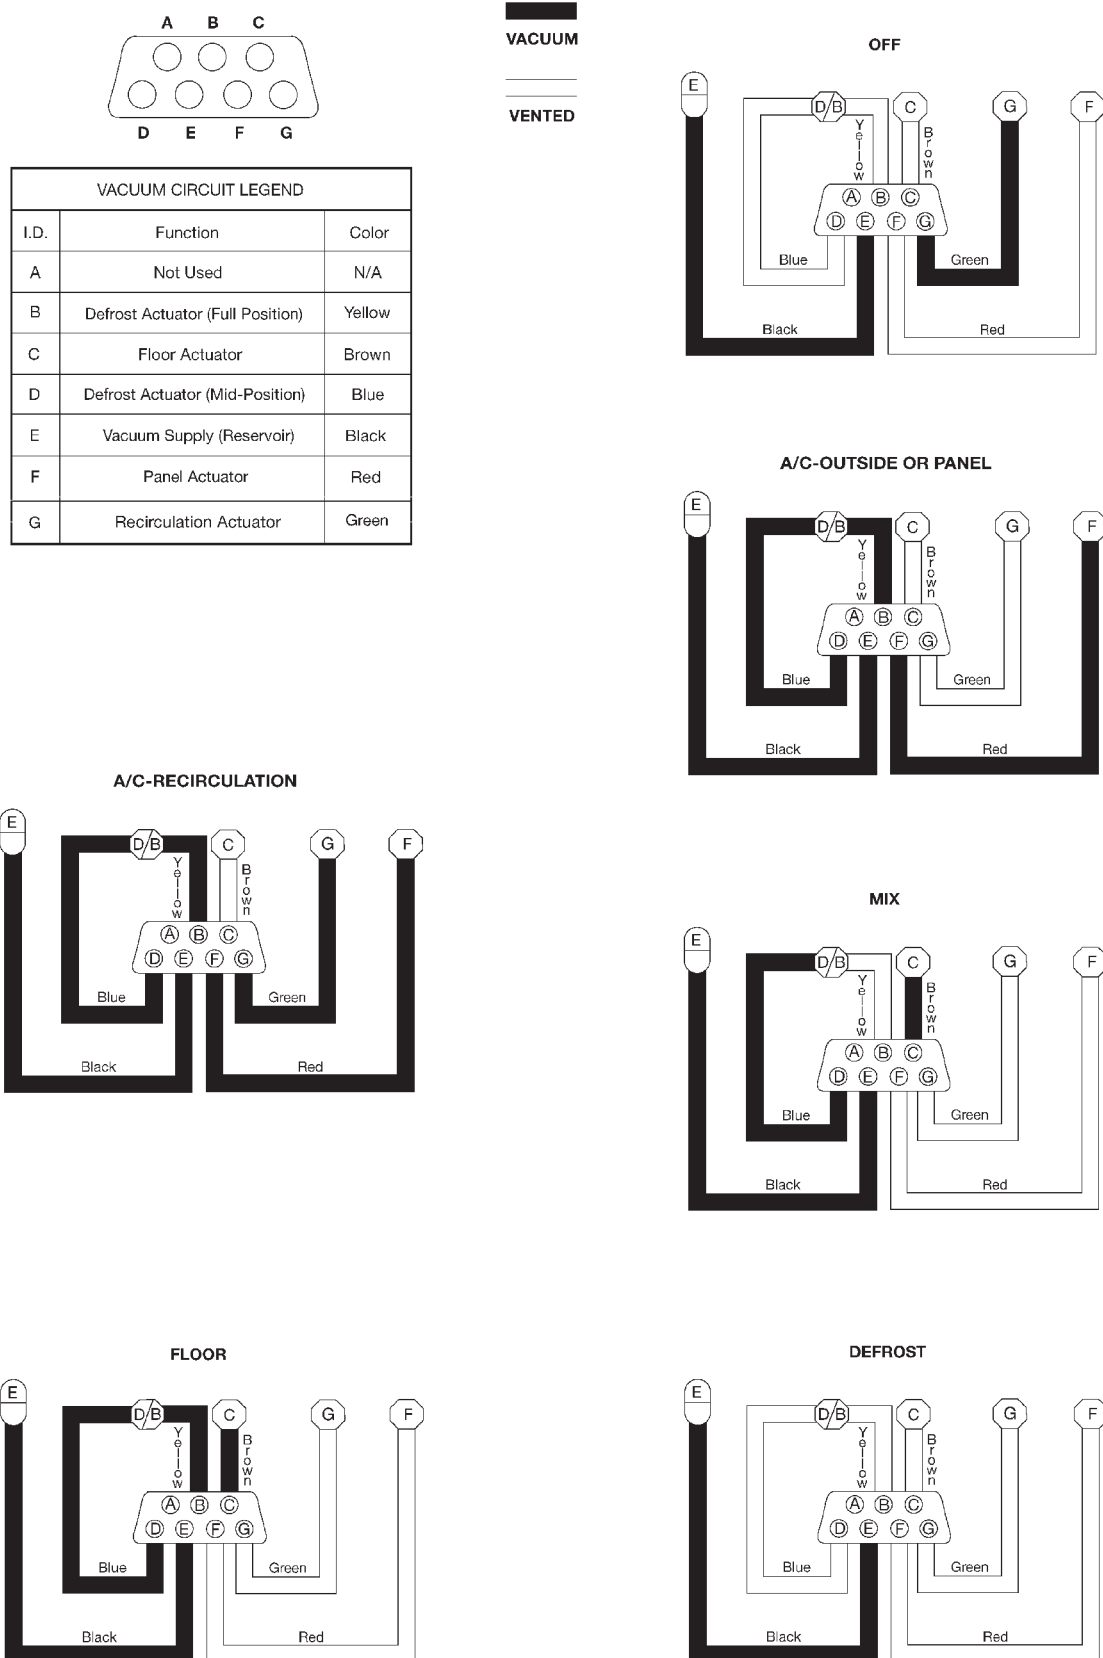 A B C
D E F G
VACUUM CIRCUIT LEGEND
I.D. Function Color
A Not Used N/A
B Defrost Actuator (Full Position) Yellow
C Floor Actuator Brown
D Defrost Actuator (Mid-Position) Blue
E Vacuum Supply (Reservoir) Black
F Panel Actuator Red
G Recirculation Actuator Green
VACUUM
VENTED
OFF
E D/B C G F
Yellow
Brown
A B C
D E F G
Blue Green
Black Red
A/C-OUTSIDE OR PANEL
E D/B C G F
Yellow
Brown
A B C
D E F G
Blue Green
Black Red
A/C-RECIRCULATION
E D/B C G F
Yellow
Brown
A B C
D E F G
Blue Green
Black Red
MIX
E D/B C G F
Yellow
Brown
A B C
D E F G
Blue Green
Black Red
FLOOR
E D/B C G F
Yellow
Brown
A B C
D E F G
Blue Green
Black Red
DEFROST
E D/B C G F
Yellow
Brown
A B C
D E F G
Blue Green
Black Red